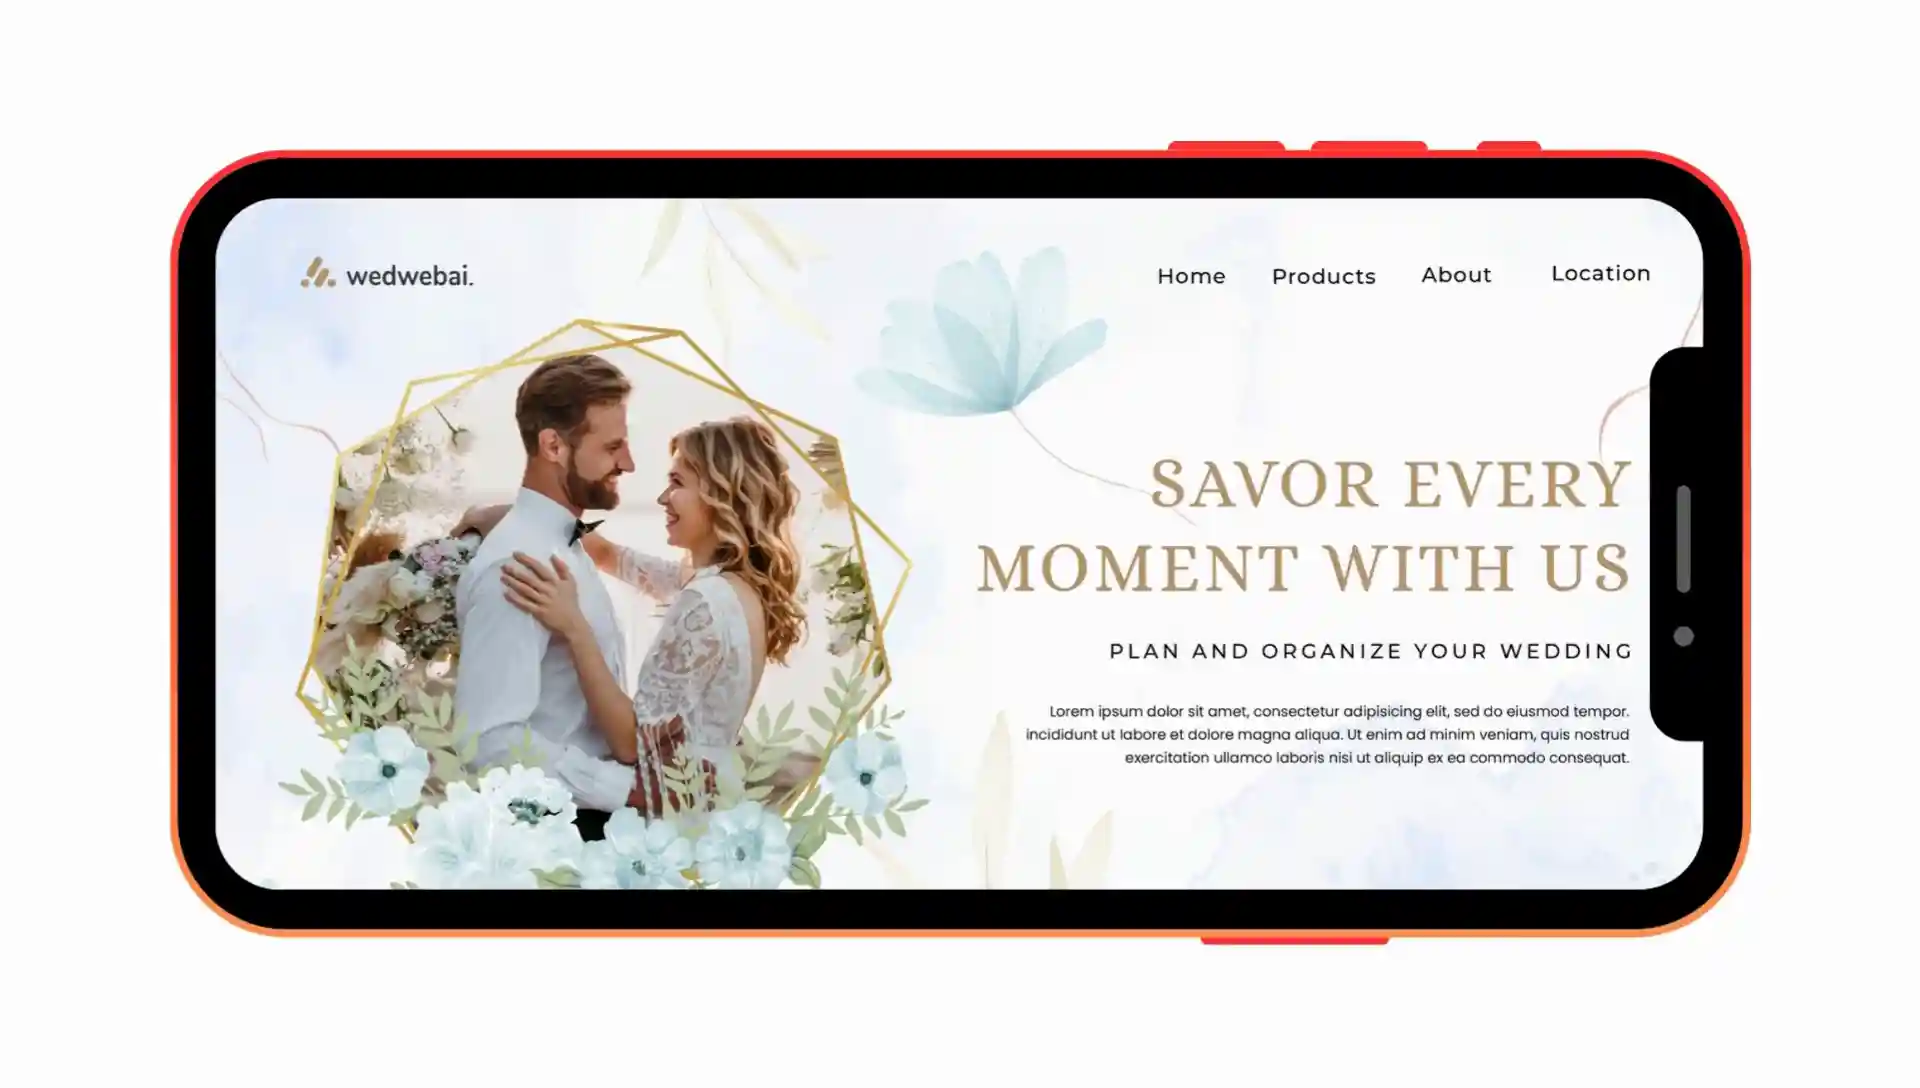 wedwebai.
Home Products About Location
SAVOR EVERY
MOMENT WITH US
PLAN AND ORGANIZE YOUR WEDDING
Lorem ipsum dolor sit amet, consectetur adipisicing elit, sed do eiusmod tempor.
incididunt ut labore et dolore magna aliqua. Ut enim ad minim veniam, quis nostrud
exercitation ullamco laboris nisi ut aliquip ex ea commodo consequat.